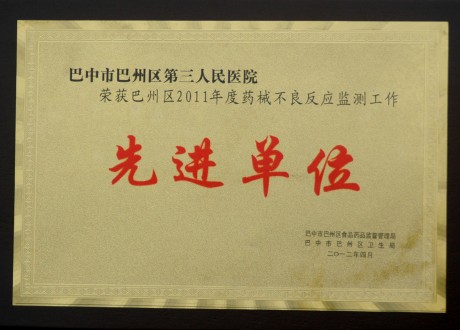 巴中市巴州区第三人民医院
荣获巴州区2011年度药械不良反应监测工作
先进单位
巴中市巴州区食品药品监督管理局
巴中市巴州区卫生局
二〇一二年四月